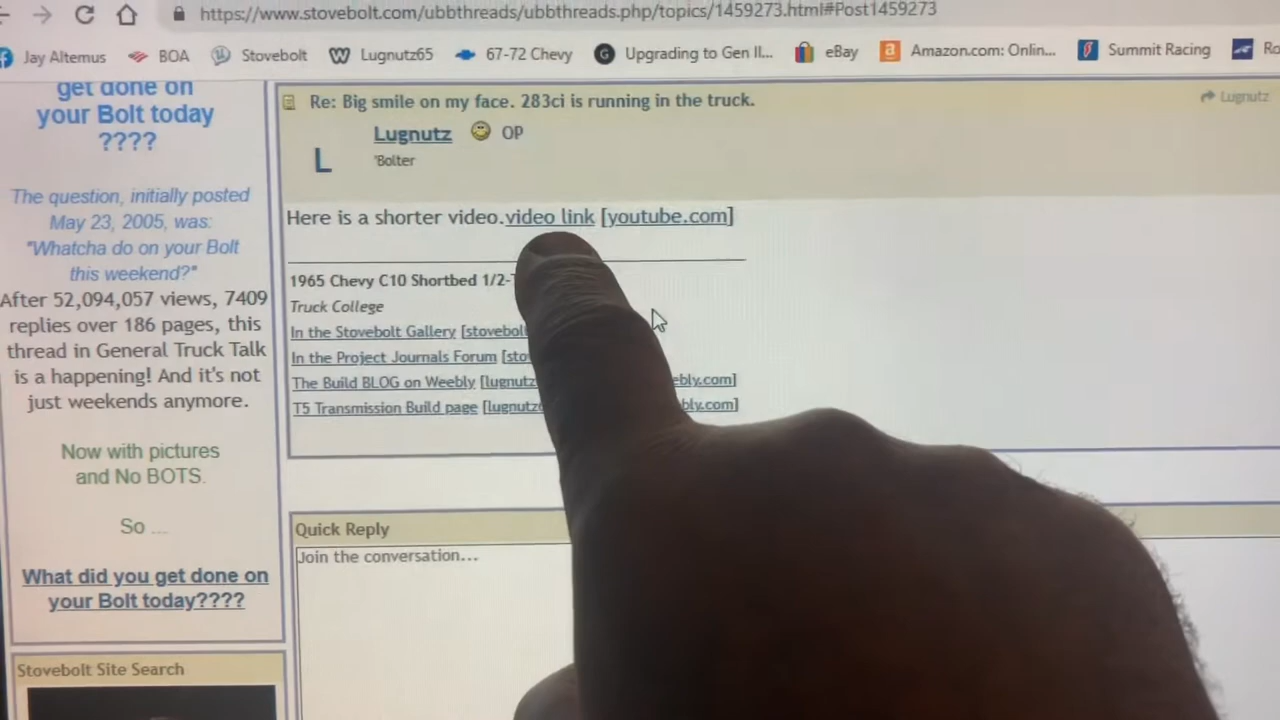 https://www.stovebolt.com/ubbthreads/ubbthreads.php/topics/1459273.html#Post1459273
Jay Altemus BOA Stovebolt Lugnutz65 67-72 Chevy Upgrading to Gen II... eBay Amazon.com: Onlin... Summit Racing
get done on
your Bolt today
????
The question, initially posted
May 23, 2005, was:
"Whatcha do on your Bolt
this weekend?"
After 52,094,057 views, 7409
replies over 186 pages, this
thread in General Truck Talk
is a happening! And it's not
just weekends anymore.
Now with pictures
and No BOTS.
So ...
What did you get done on
your Bolt today????
Stovebolt Site Search
Re: Big smile on my face. 283ci is running in the truck.
Lugnutz
Lugnutz OP
L
'Bolter
Here is a shorter video.video link [youtube.com]
1965 Chevy C10 Shortbed 1/2-
Truck College
In the Stovebolt Gallery [stovebol
In the Project Journals Forum [sto
The Build BLOG on Weebly [lugnutz ebly.com]
T5 Transmission Build page [lugnutz bly.com]
Quick Reply
Join the conversation...